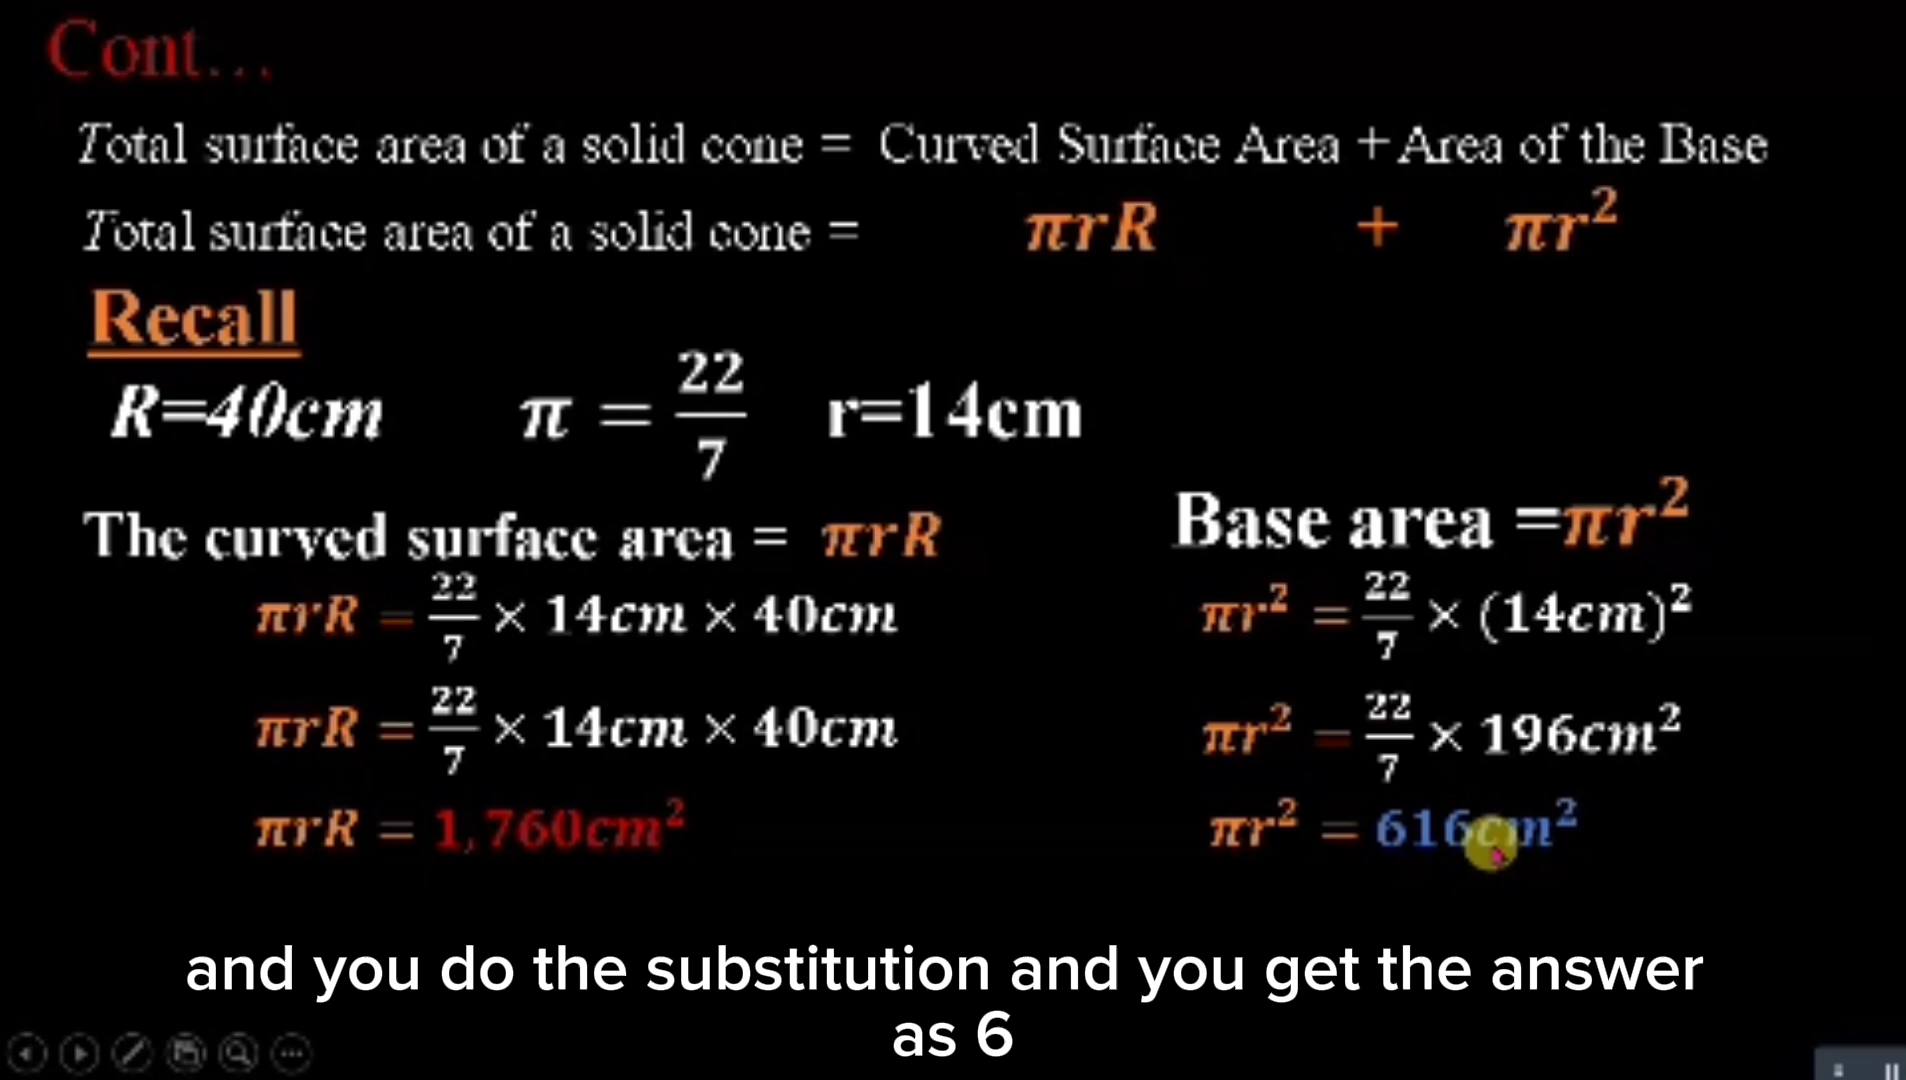 Cont...
Total surface area of a solid cone = Curved Surface Area + Area of the Base
Total surface area of a solid cone = πrR + πr²
Recall
R=40cm π = 22/7 r=14cm
The curved surface area = πrR
πrR = 22/7 × 14cm × 40cm
πrR = 22/7 × 14cm × 40cm
πrR = 1,760cm²
Base area =πr²
πr² = 22/7 × (14cm)²
πr² = 22/7 × 196cm²
πr² = 616cm²
and you do the substitution and you get the answer
as 6